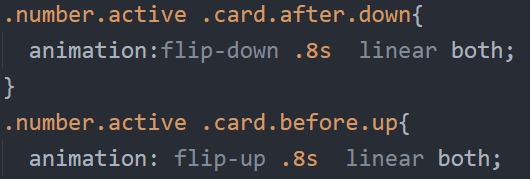 .number.active .card.after.down{
animation:flip-down .8s  linear both;
}
.number.active .card.before.up{
animation: flip-up .8s  linear both;